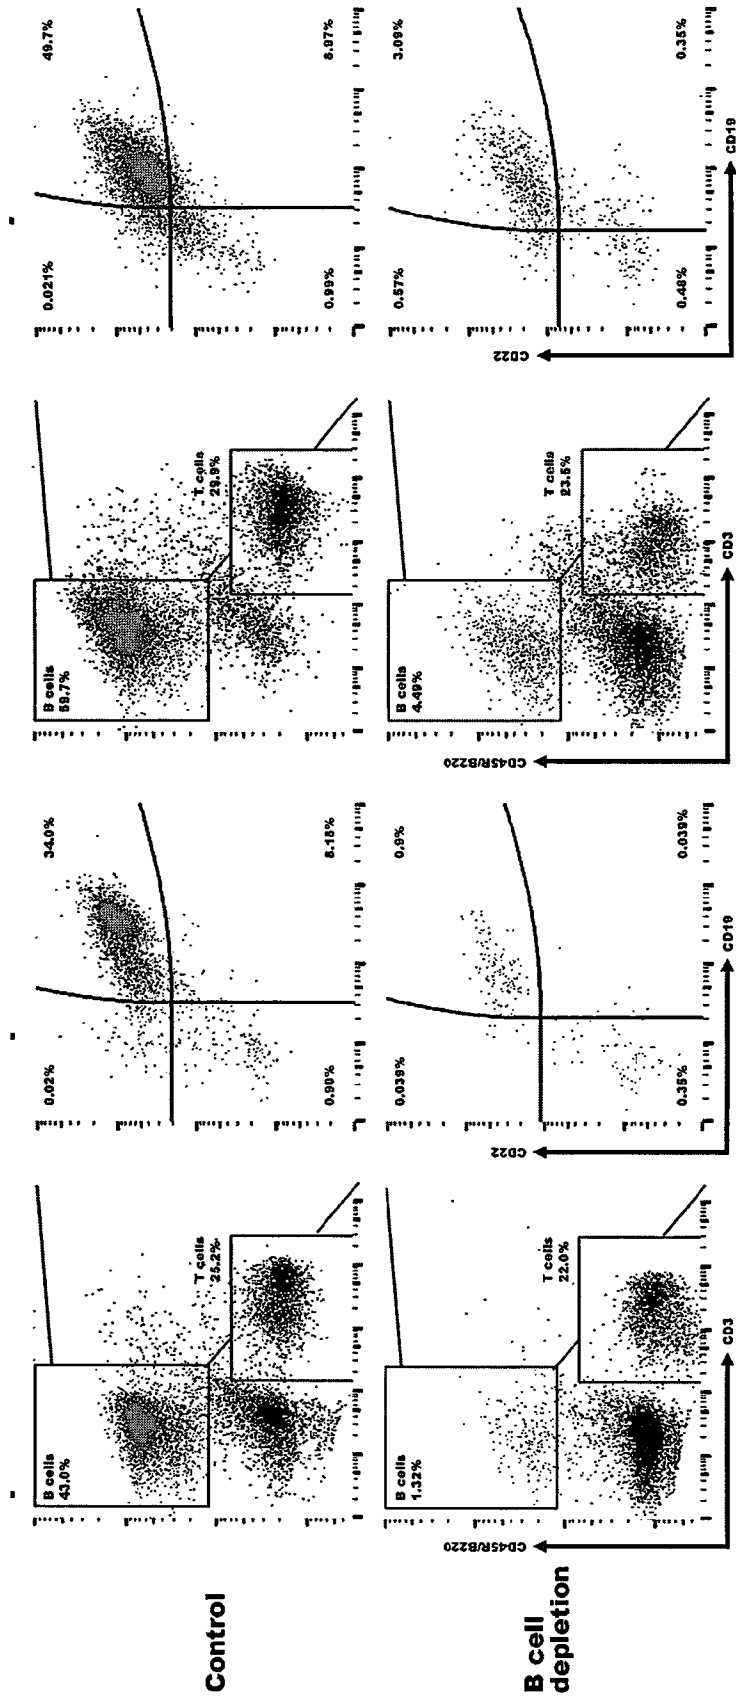 Control
B cells
43.0%
T cells
25.2%
0.02%
34.0%
0.90%
8.15%
B cells
59.7%
T cells
29.9%
0.021%
49.7%
0.99%
8.97%
B cell
depletion
CD45R/B220
B cells
1.32%
T cells
22.0%
CD3
CD22
0.039%
0.9%
0.35%
0.039%
CD19
CD45R/B220
B cells
4.49%
T cells
23.5%
CD3
CD22
0.57%
3.09%
0.48%
0.35%
CD19